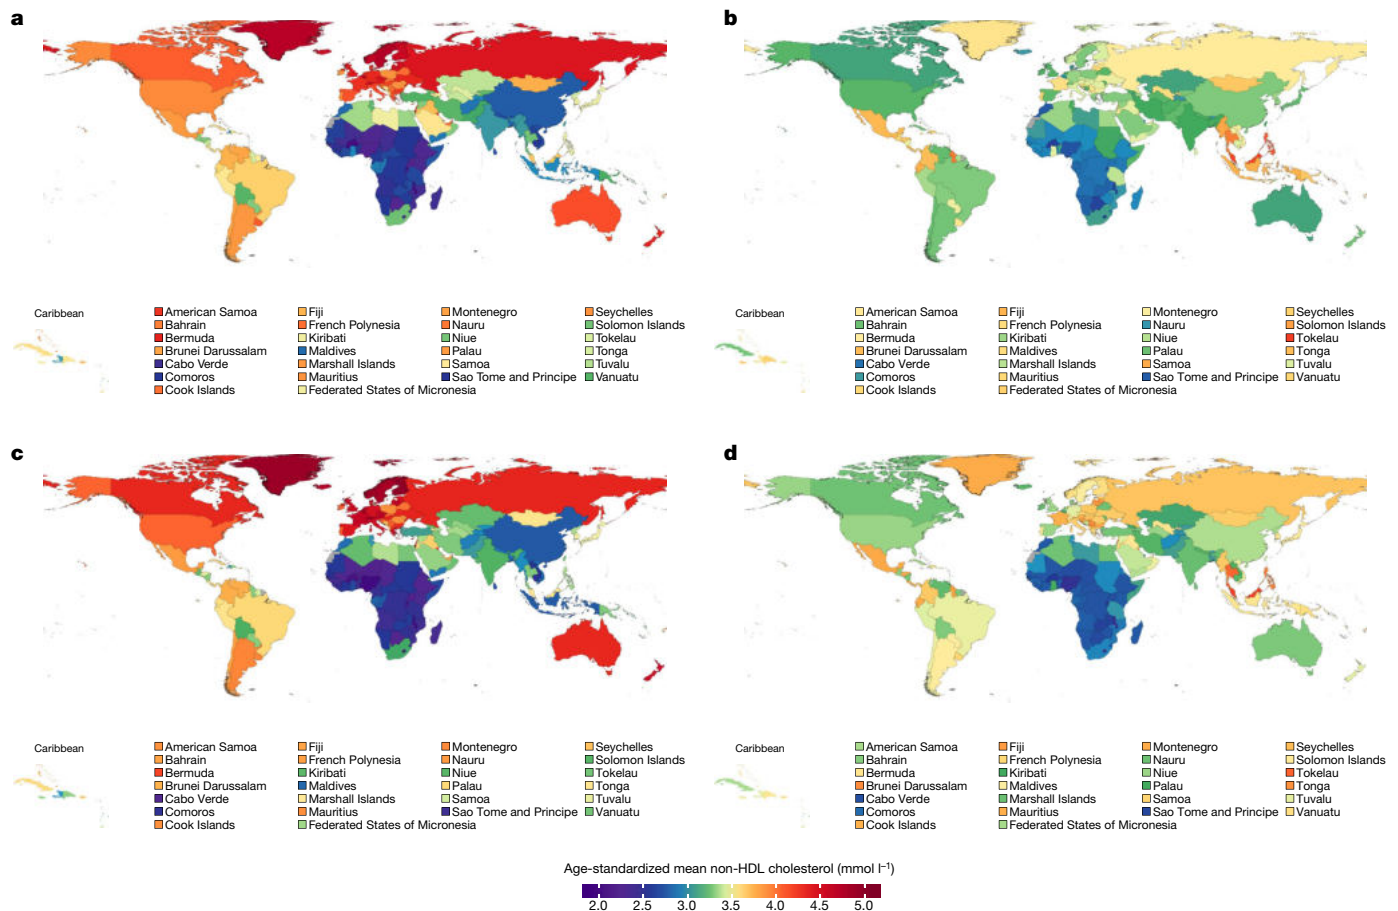 a
b
Caribbean
American Samoa
Bahrain
Bermuda
Brunei Darussalam
Cabo Verde
Comoros
Cook Islands
Fiji
French Polynesia
Kiribati
Maldives
Marshall Islands
Mauritius
Federated States of Micronesia
Montenegro
Nauru
Niue
Palau
Samoa
Sao Tome and Principe
Seychelles
Solomon Islands
Tokelau
Tonga
Tuvalu
Vanuatu
Caribbean
American Samoa
Bahrain
Bermuda
Brunei Darussalam
Cabo Verde
Comoros
Cook Islands
Fiji
French Polynesia
Kiribati
Maldives
Marshall Islands
Mauritius
Federated States of Micronesia
Montenegro
Nauru
Niue
Palau
Samoa
Sao Tome and Principe
Seychelles
Solomon Islands
Tokelau
Tonga
Tuvalu
Vanuatu
c
d
Caribbean
American Samoa
Bahrain
Bermuda
Brunei Darussalam
Cabo Verde
Comoros
Cook Islands
Fiji
French Polynesia
Kiribati
Maldives
Marshall Islands
Mauritius
Federated States of Micronesia
Montenegro
Nauru
Niue
Palau
Samoa
Sao Tome and Principe
Seychelles
Solomon Islands
Tokelau
Tonga
Tuvalu
Vanuatu
Caribbean
American Samoa
Bahrain
Bermuda
Brunei Darussalam
Cabo Verde
Comoros
Cook Islands
Fiji
French Polynesia
Kiribati
Maldives
Marshall Islands
Mauritius
Federated States of Micronesia
Montenegro
Nauru
Niue
Palau
Samoa
Sao Tome and Principe
Seychelles
Solomon Islands
Tokelau
Tonga
Tuvalu
Vanuatu
Age-standardized mean non-HDL cholesterol (mmol l⁻¹)
2.0 2.5 3.0 3.5 4.0 4.5 5.0